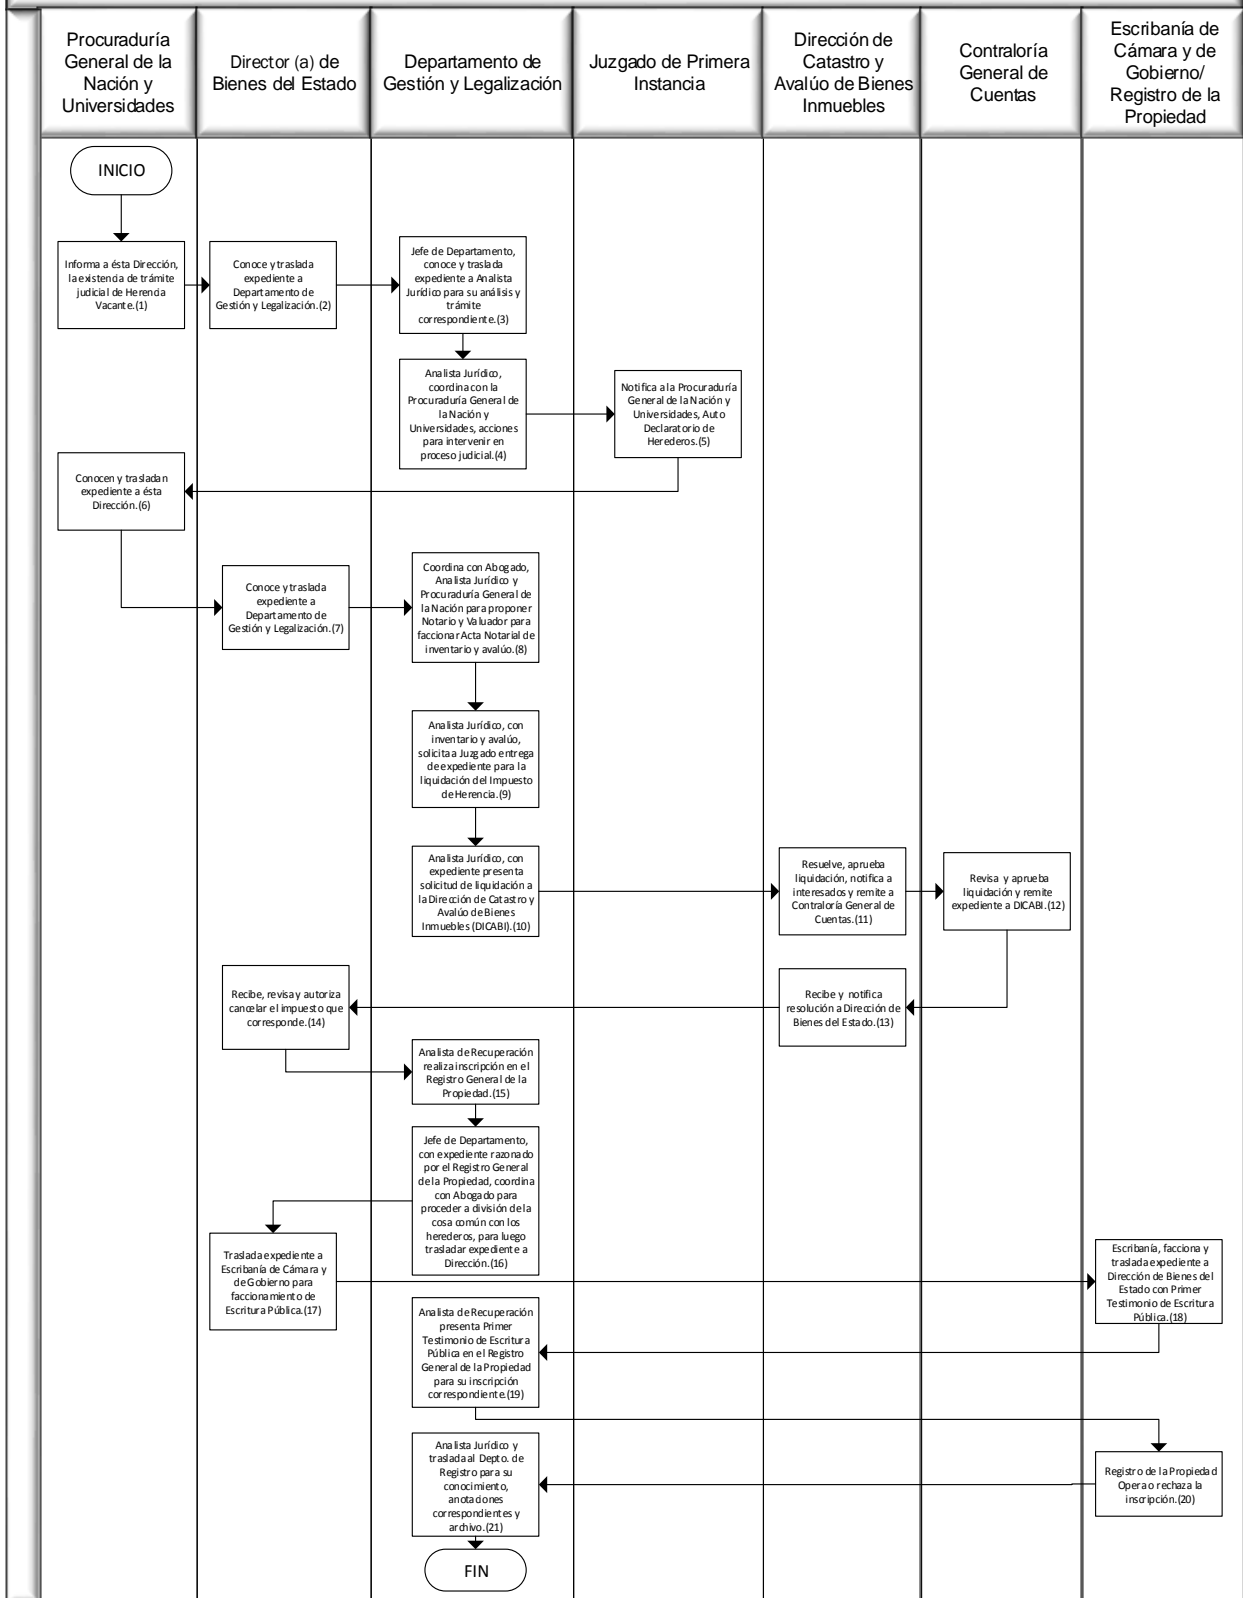 Procuraduría
General de la
Nación y
Universidades
Director (a) de
Bienes del Estado
Departamento de
Gestión y Legalización
Juzgado de Primera
Instancia
Dirección de
Catastro y
Avalúo de Bienes
Inmuebles
Contraloría
General de
Cuentas
Escribanía de
Cámara y de
Gobierno/
Registro de la
Propiedad
INICIO
Informa a ésta Dirección,
la existencia de trámite
judicial de Herencia
Vacante.(1)
Conoce y traslada
expediente a
Departamento de
Gestión y Legalización.(2)
Jefe de Departamento,
conoce y traslada
expediente a Analista
Jurídico para su análisis y
trámite
correspondiente.(3)
Analista Jurídico,
coordina con la
Procuraduría General de
la Nación y
Universidades, acciones
para intervenir en
proceso judicial.(4)
Notifica a la Procuraduría
General de la Nación y
Universidades, Auto
Declaratorio de
Herederos.(5)
Conocen y trasladan
expediente a ésta
Dirección.(6)
Conoce y traslada
expediente a
Departamento de
Gestión y Legalización.(7)
Coordina con Abogado,
Analista Jurídico y
Procuraduría General de
la Nación para proponer
Notario y Valuador para
faccionar Acta Notarial de
inventario y avalúo.(8)
Analista Jurídico, con
inventario y avalúo,
solicita a Juzgado entrega
de expediente para la
liquidación del Impuesto
de Herencia.(9)
Analista Jurídico, con
expediente presenta
solicitud de liquidación a
la Dirección de Catastro y
Avalúo de Bienes
Inmuebles (DICABI).(10)
Resuelve, aprueba
liquidación, notifica a
interesados y remite a
Contraloría General de
Cuentas.(11)
Revisa y aprueba
liquidación y remite
expediente a DICABI.(12)
Recibe y notifica
resolución a Dirección de
Bienes del Estado.(13)
Recibe, revisa y autoriza
cancelar el impuesto que
corresponde.(14)
Analista de Recuperación
realiza inscripción en el
Registro General de la
Propiedad.(15)
Jefe de Departamento,
con expediente razonado
por el Registro General
de la Propiedad, coordina
con Abogado para
proceder a división de la
cosa común con los
herederos, para luego
trasladar expediente a
Dirección.(16)
Traslada expediente a
Escribanía de Cámara y
de Gobierno para
faccionamiento de
Escritura Pública.(17)
Escribanía, facciona y
traslada expediente a
Dirección de Bienes del
Estado con Primer
Testimonio de Escritura
Pública.(18)
Analista de Recuperación
presenta Primer
Testimonio de Escritura
Pública en el Registro
General de la Propiedad
para su inscripción
correspondiente.(19)
Registro de la Propiedad
Opera o rechaza la
inscripción.(20)
Analista Jurídico y
traslada al Depto. de
Registro para su
conocimiento,
anotaciones
correspondientes y
archivo.(21)
FIN